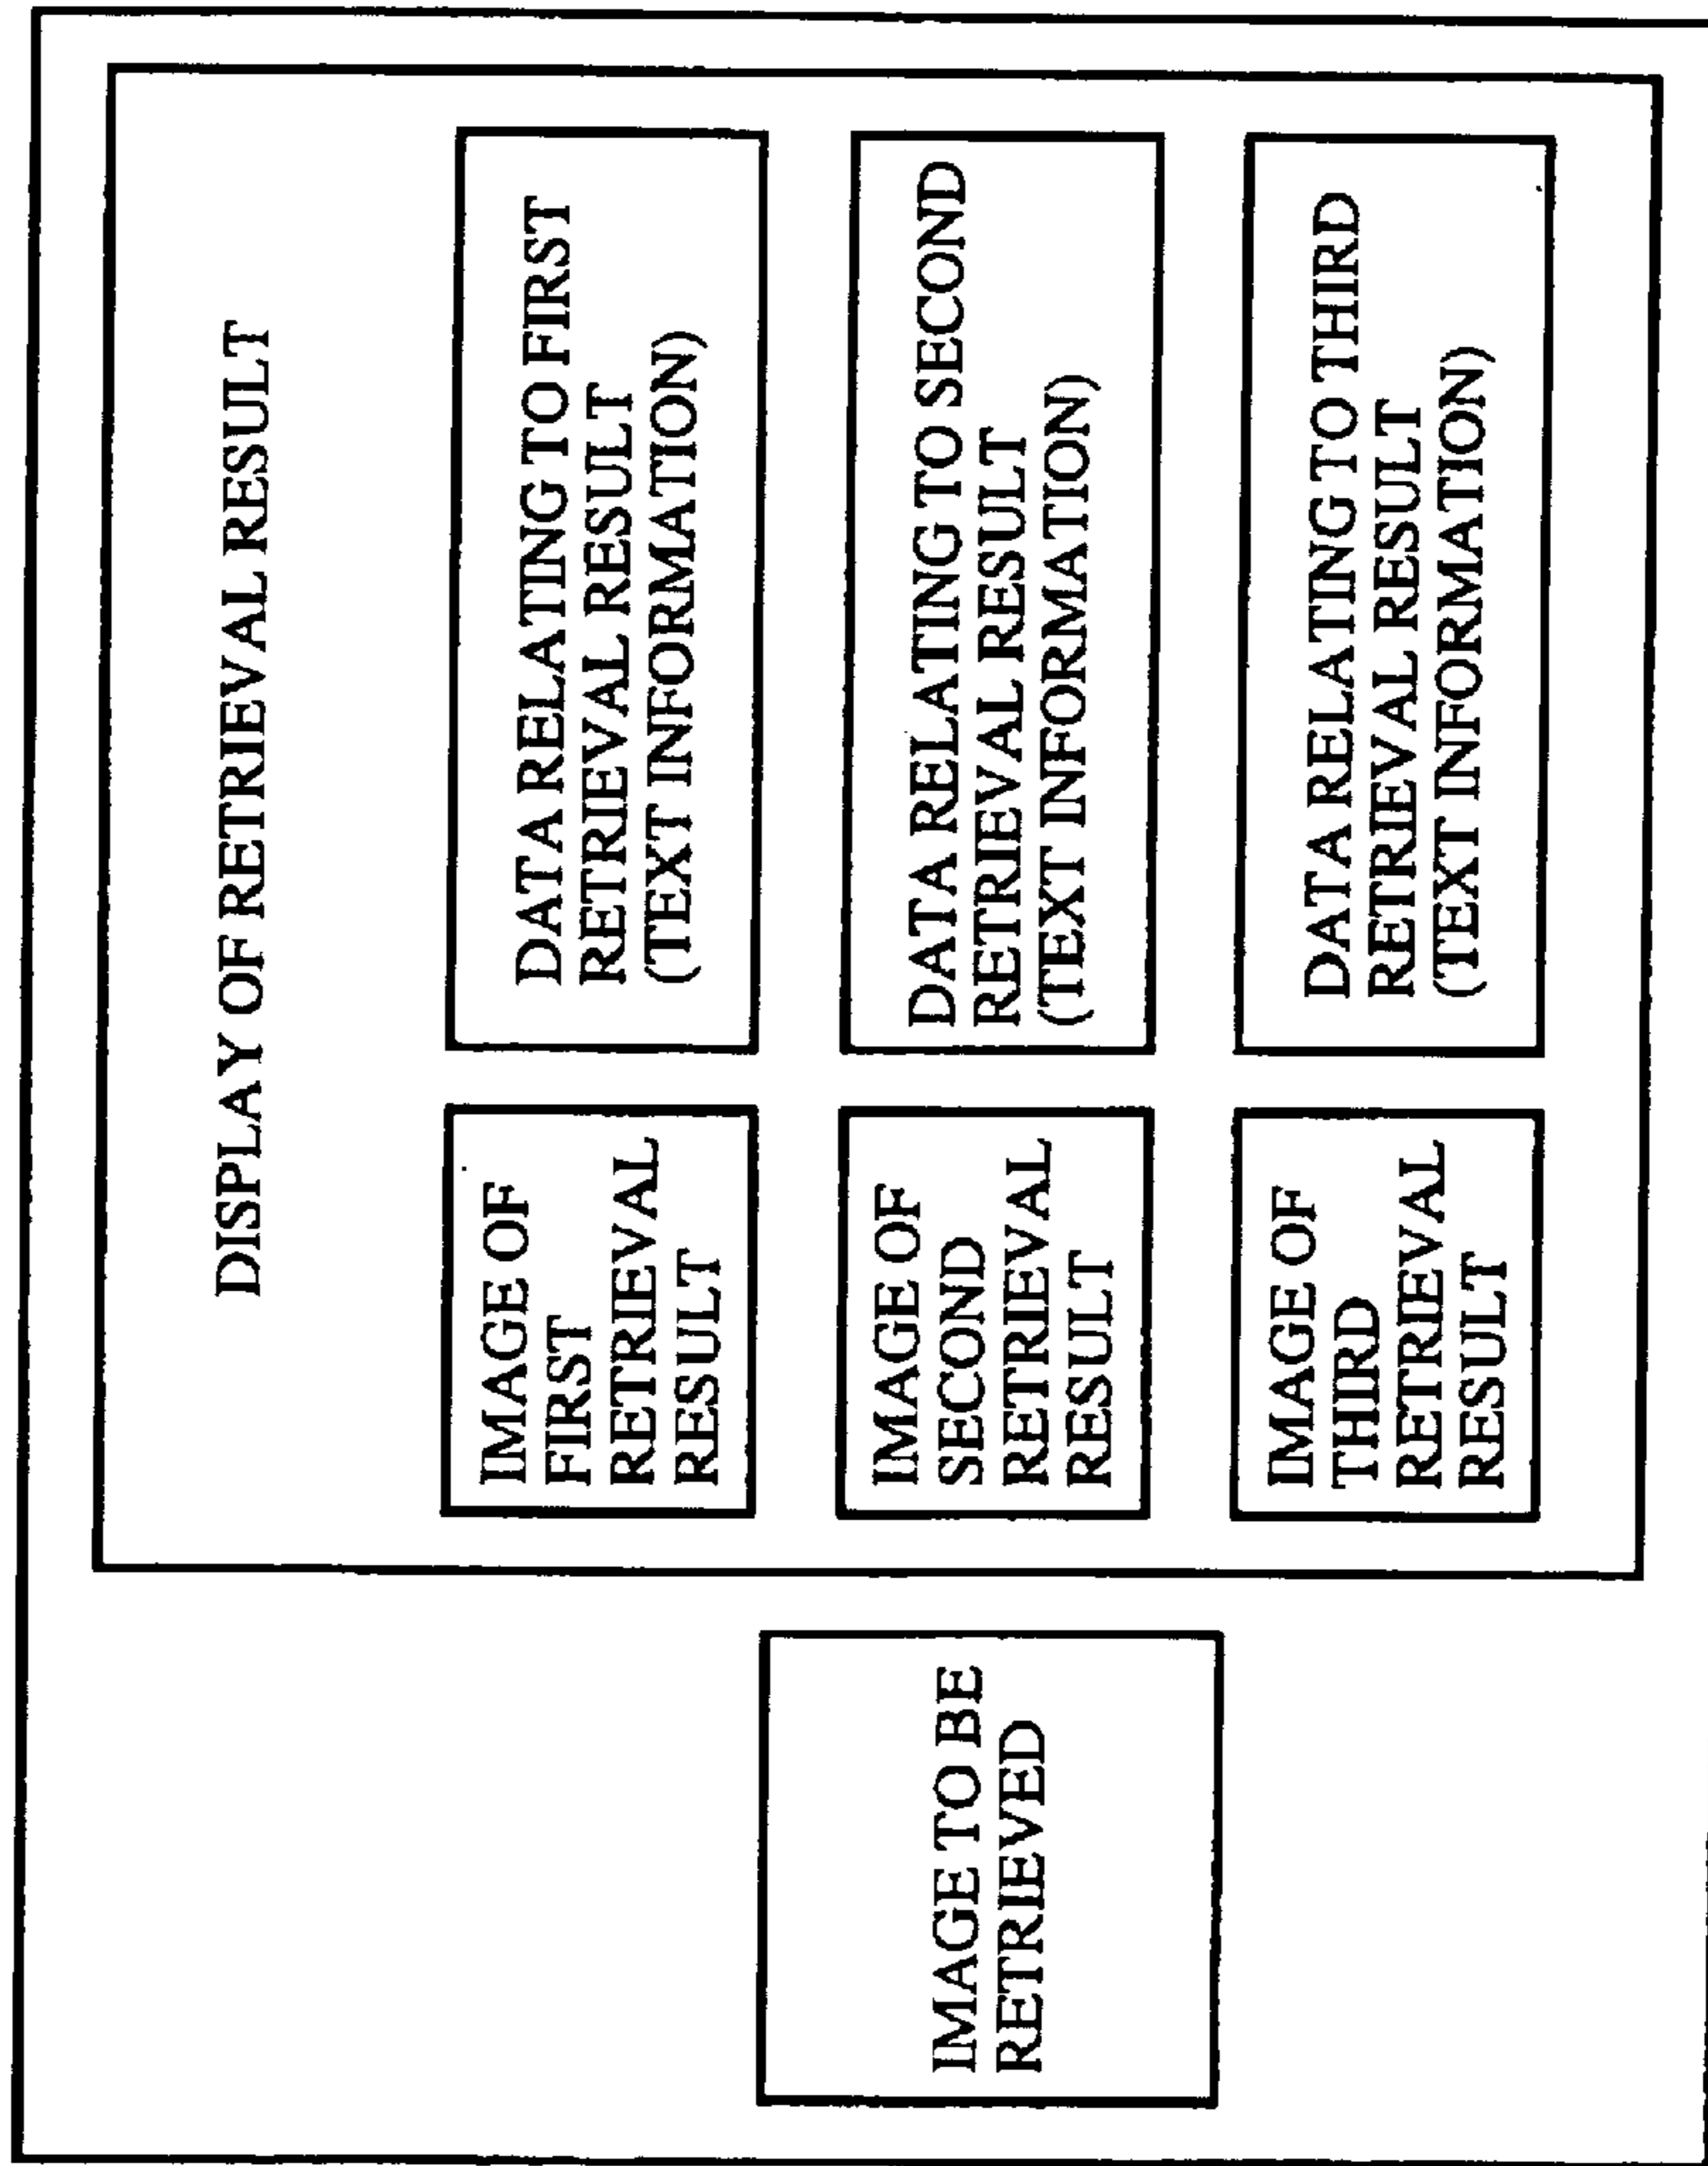 DISPLAY OF RETRIEVAL RESULT
IMAGE TO BE
RETRIEVED
IMAGE OF
FIRST
RETRIEVAL
RESULT
DATA RELATING TO FIRST
RETRIEVAL RESULT
(TEXT INFORMATION)
IMAGE OF
SECOND
RETRIEVAL
RESULT
DATA RELATING TO SECOND
RETRIEVAL RESULT
(TEXT INFORMATION)
IMAGE OF
THIRD
RETRIEVAL
RESULT
DATA RELATING TO THIRD
RETRIEVAL RESULT
(TEXT INFORMATION)